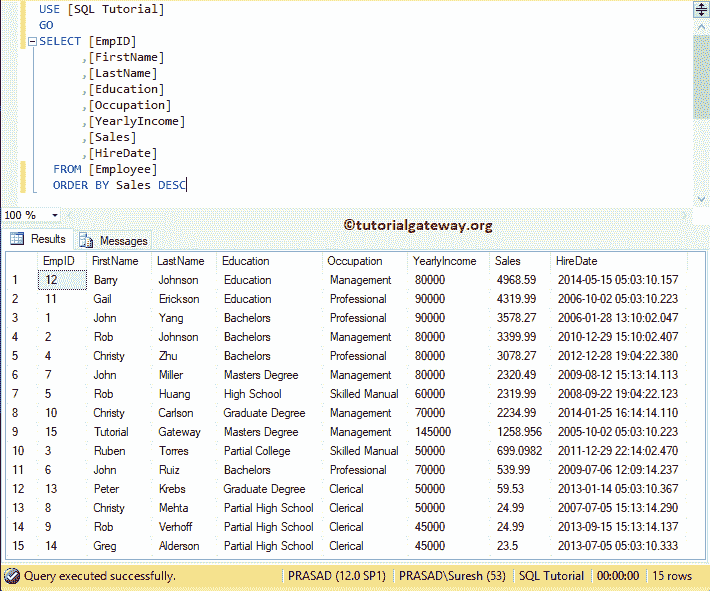 USE [SQL Tutorial]
GO
SELECT [EmpID]
,[FirstName]
,[LastName]
,[Education]
,[Occupation]
,[YearlyIncome]
,[Sales]
,[HireDate]
FROM [Employee]
ORDER BY Sales DESC
100 %
©tutorialgateway.org
Results Messages
EmpID FirstName LastName Education Occupation YearlyIncome Sales HireDate
1 12 Barry Johnson Education Management 80000 4968.59 2014-05-15 05:03:10.157
2 11 Gail Erickson Education Professional 90000 4319.99 2006-10-02 05:03:10.223
3 1 John Yang Bachelors Professional 90000 3578.27 2006-01-28 13:10:02.047
4 2 Rob Johnson Bachelors Management 80000 3399.99 2010-12-29 15:10:02.407
5 4 Christy Zhu Bachelors Professional 80000 3078.27 2012-12-28 19:04:22.380
6 7 John Miller Masters Degree Management 80000 2320.49 2009-08-12 15:13:14.113
7 5 Rob Huang High School Skilled Manual 60000 2319.99 2008-09-22 19:04:22.123
8 10 Christy Carlson Graduate Degree Management 70000 2234.99 2014-01-25 16:14:14.110
9 15 Tutorial Gateway Masters Degree Management 145000 1258.956 2005-10-02 05:03:10.223
10 3 Ruben Torres Partial College Skilled Manual 50000 699.0982 2011-12-29 22:14:02.470
11 6 John Ruiz Bachelors Professional 70000 539.99 2009-07-06 12:09:14.237
12 13 Peter Krebs Graduate Degree Clerical 50000 59.53 2013-01-14 05:03:10.367
13 8 Christy Mehta Partial High School Clerical 50000 24.99 2007-07-05 15:13:14.290
14 9 Rob Verhoff Partial High School Clerical 45000 24.99 2013-09-15 15:13:14.137
15 14 Greg Alderson Partial High School Clerical 45000 23.5 2013-07-05 05:03:10.333
Query executed successfully. PRASAD (12.0 SP1) PRASAD\Suresh (53) SQL Tutorial 00:00:00 15 rows